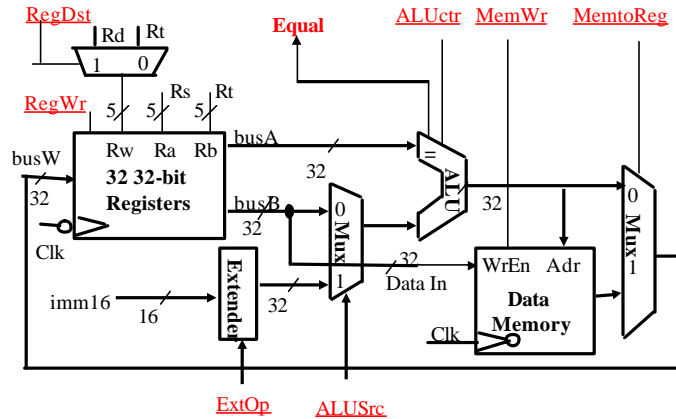 RegDst
Rd Rt
Equal
ALUctr MemWr MemtoReg
1 0
RegWr
5 5 Rs 5 Rt
busW
Rw Ra Rb
busA
32
=
ALU
32
32 32-bit
Registers
busB
32
0
Mux
1
32
0
Mux
1
Clk
32
Data In
WrEn Adr
Data
Memory
Clk
imm16
16
Extender
32
ExtOp ALUSrc